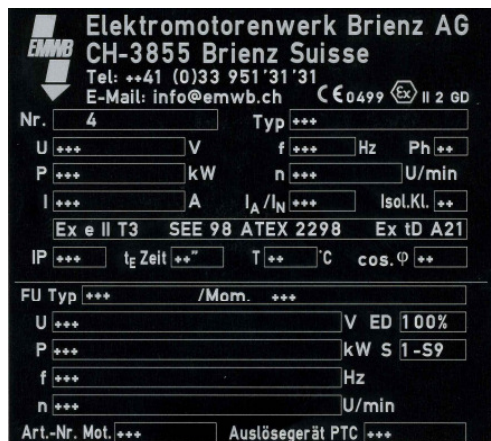 EMWB Elektromotorenwerk Brienz AG
CH-3855 Brienz Suisse
Tel: ++41 (0)33 951'31'31
E-Mail: info@emwb.ch CE 0499 Ex II 2 GD
Nr. 4 Typ +++
U +++ V f +++ Hz Ph ++
P +++ kW n +++ U/min
I +++ A IA/IN +++ Isol.Kl. ++
Ex e II T3 SEE 98 ATEX 2298 Ex tD A21
IP +++ tE Zeit ++" T ++ °C cos.φ ++
FU Typ +++ /Mom. +++
U +++ V ED 100%
P +++ kW S 1-S9
f +++ Hz
n +++ U/min
Art.-Nr. Mot. +++ Auslösegerät PTC +++